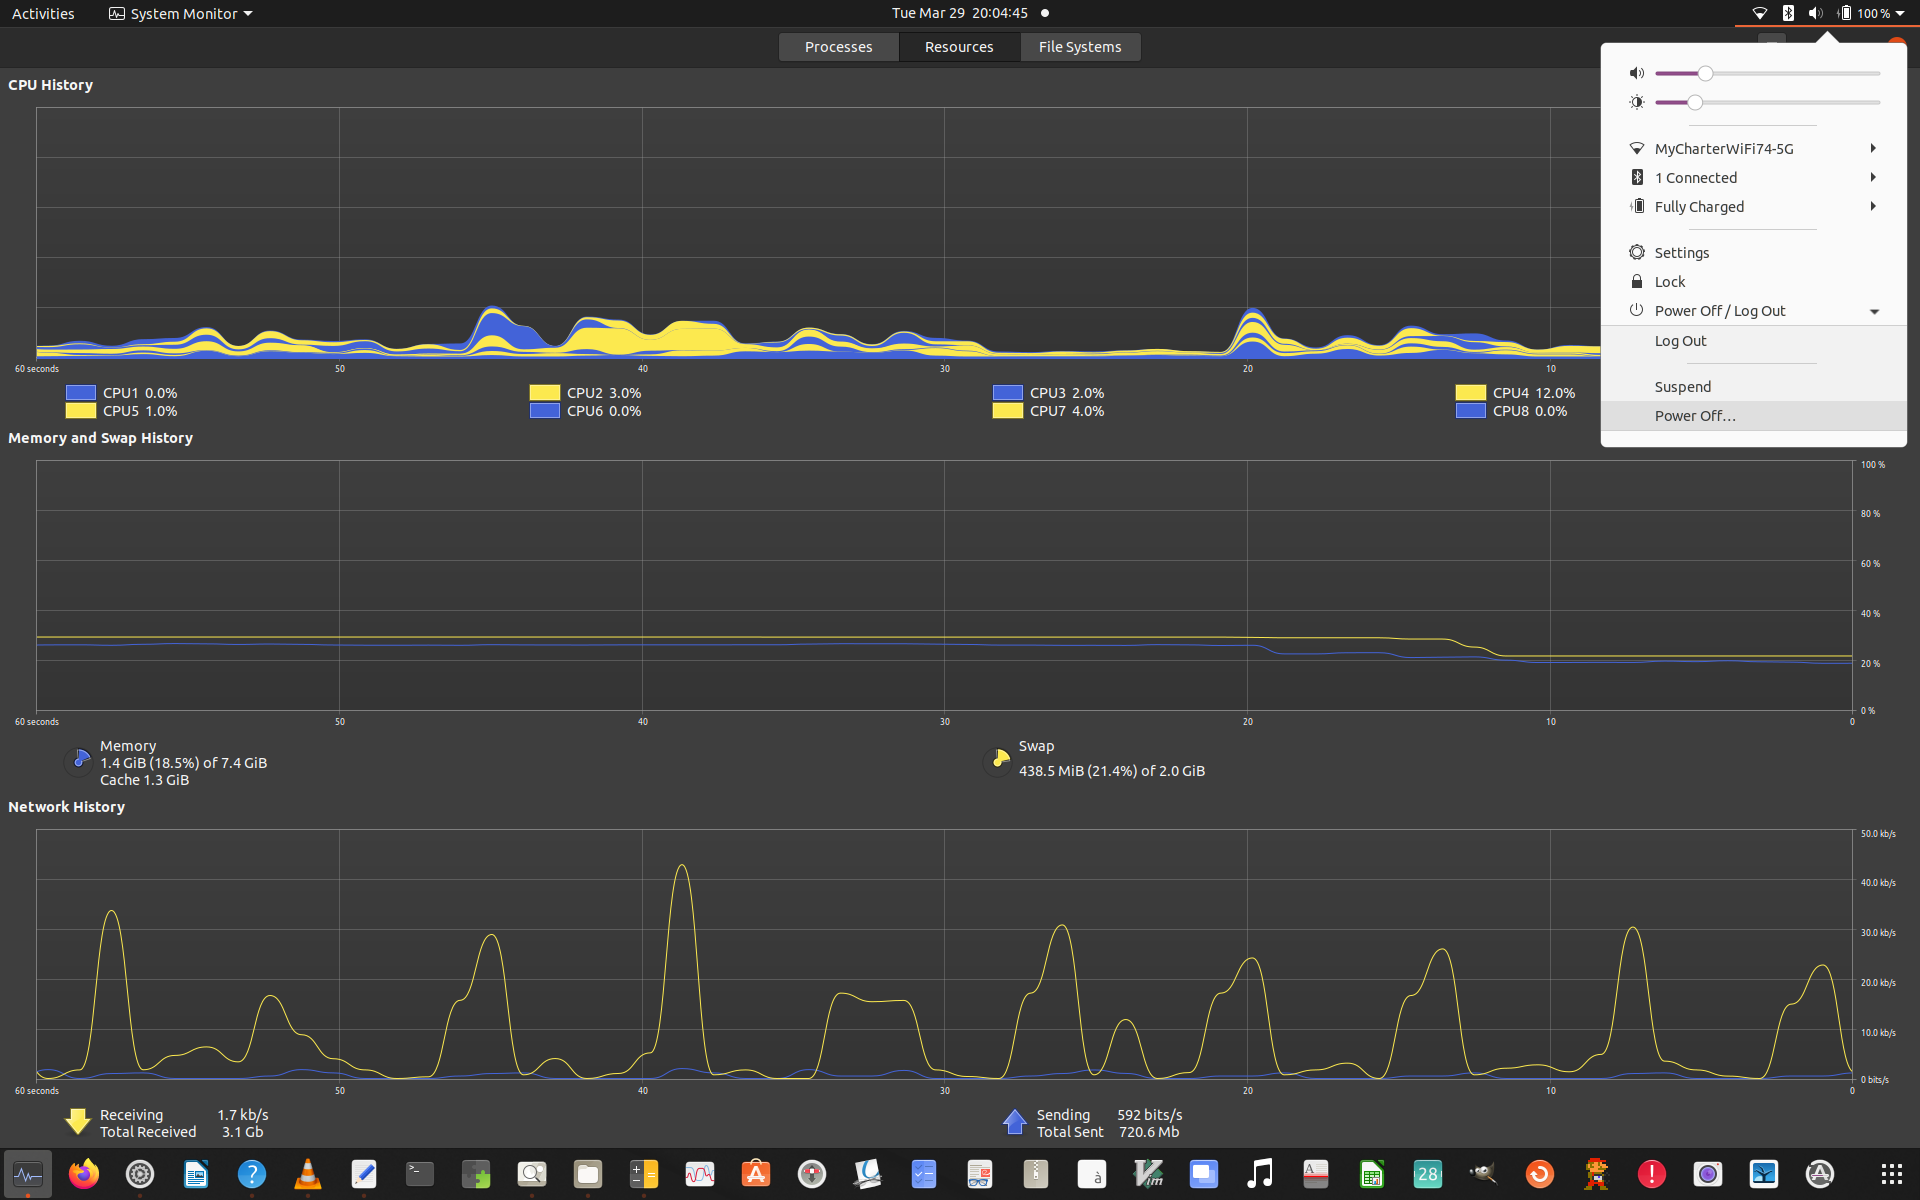 Activities
System Monitor
Tue Mar 29 20:04:45
100 %
Processes
Resources
File Systems
CPU History
60 seconds
50
40
30
20
10
CPU1 0.0%
CPU2 3.0%
CPU3 2.0%
CPU4 12.0%
CPU5 1.0%
CPU6 0.0%
CPU7 4.0%
CPU8 0.0%
MyCharterWiFi74-5G
1 Connected
Fully Charged
Settings
Lock
Power Off / Log Out
Log Out
Suspend
Power Off…
Memory and Swap History
100 %
80 %
60 %
40 %
20 %
0 %
60 seconds
50
40
30
20
10
0
Memory
1.4 GiB (18.5%) of 7.4 GiB
Cache 1.3 GiB
Swap
438.5 MiB (21.4%) of 2.0 GiB
Network History
50.0 kb/s
40.0 kb/s
30.0 kb/s
20.0 kb/s
10.0 kb/s
0 bits/s
60 seconds
50
40
30
20
10
0
Receiving 1.7 kb/s
Total Received 3.1 Gb
Sending 592 bits/s
Total Sent 720.6 Mb
?
>_
à
Vim
A
28
!